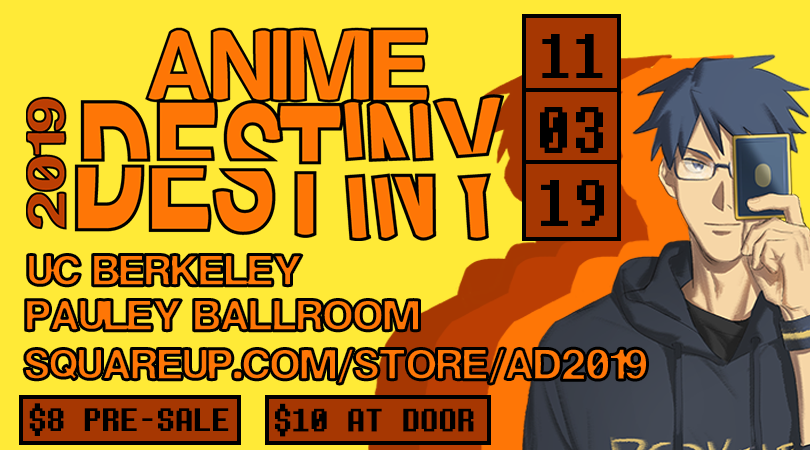 ANIME
DESTINY
2019
11
03
19
UC BERKELEY
PAULEY BALLROOM
SQUAREUP.COM/STORE/AD2019
$8 PRE-SALE
$10 AT DOOR